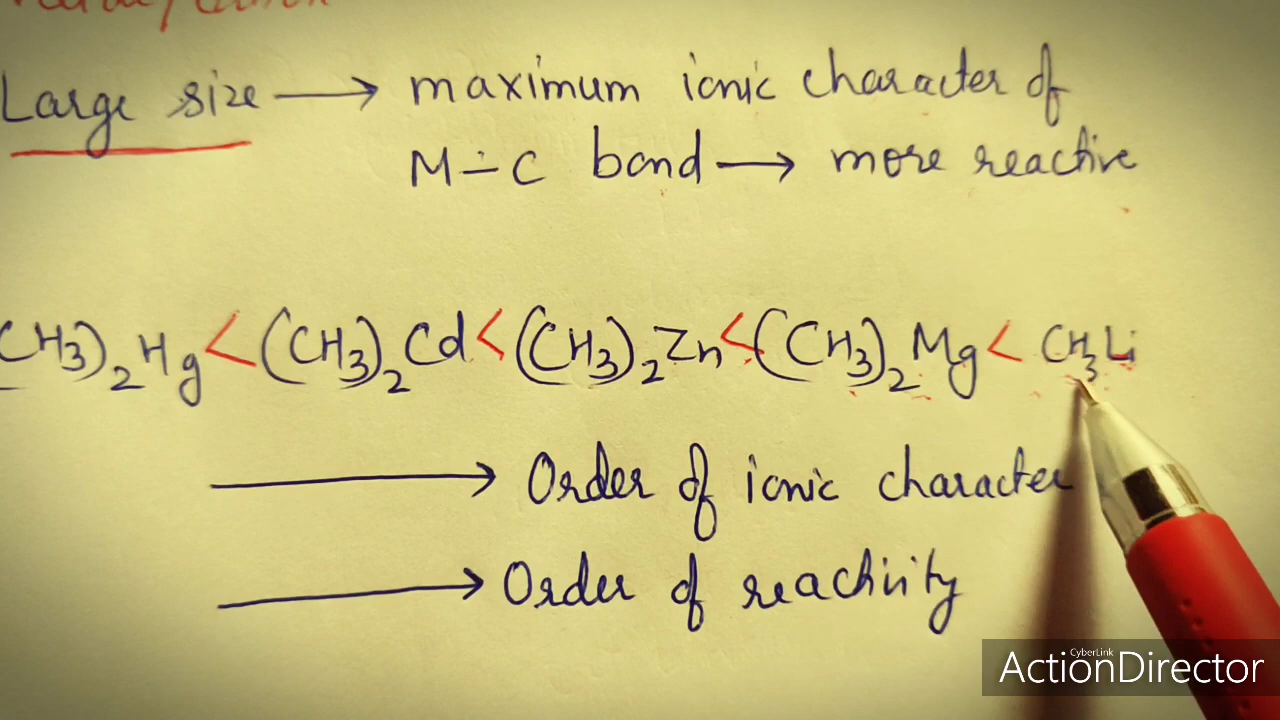 Large size → maximum ionic character of
M – C bond → more reactive
CH3)2Hg < (CH3)2Cd < (CH3)2Zn < (CH3)2Mg < CH3Li
→ Order of ionic character
→ Order of reactivity
CyberLink
ActionDirector